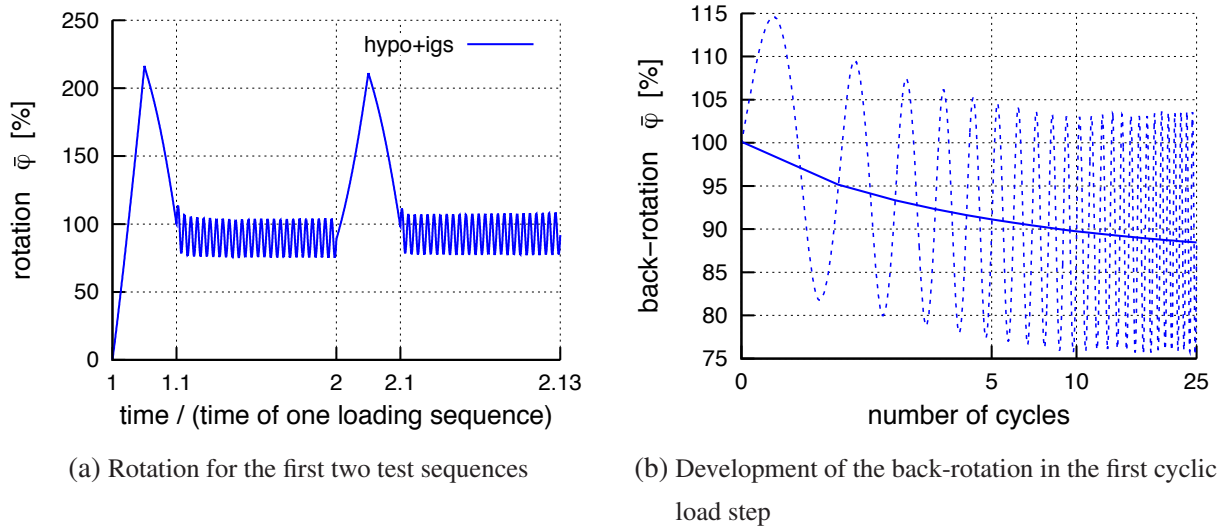 250
200
150
100
50
0
rotation φ̄ [%]
hypo+igs
1 1.1 2 2.1 2.13
time / (time of one loading sequence)
(a) Rotation for the first two test sequences
115
110
105
100
95
90
85
80
75
back–rotation φ̄ [%]
0 5 10 25
number of cycles
(b) Development of the back-rotation in the first cyclic
load step